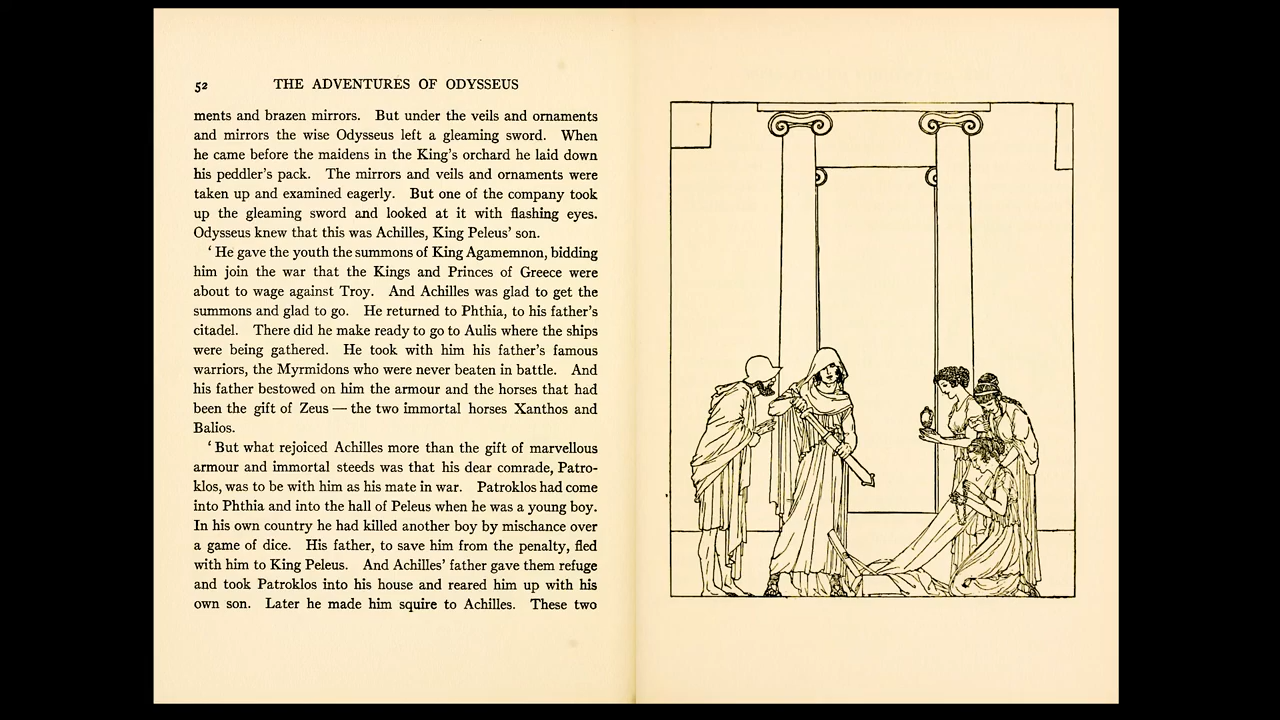 52 THE ADVENTURES OF ODYSSEUS
ments and brazen mirrors. But under the veils and ornaments
and mirrors the wise Odysseus left a gleaming sword. When
he came before the maidens in the King's orchard he laid down
his peddler's pack. The mirrors and veils and ornaments were
taken up and examined eagerly. But one of the company took
up the gleaming sword and looked at it with flashing eyes.
Odysseus knew that this was Achilles, King Peleus' son.
‘He gave the youth the summons of King Agamemnon, bidding
him join the war that the Kings and Princes of Greece were
about to wage against Troy. And Achilles was glad to get the
summons and glad to go. He returned to Phthia, to his father's
citadel. There did he make ready to go to Aulis where the ships
were being gathered. He took with him his father's famous
warriors, the Myrmidons who were never beaten in battle. And
his father bestowed on him the armour and the horses that had
been the gift of Zeus — the two immortal horses Xanthos and
Balios.
‘But what rejoiced Achilles more than the gift of marvellous
armour and immortal steeds was that his dear comrade, Patro-
klos, was to be with him as his mate in war. Patroklos had come
into Phthia and into the hall of Peleus when he was a young boy.
In his own country he had killed another boy by mischance over
a game of dice. His father, to save him from the penalty, fled
with him to King Peleus. And Achilles' father gave them refuge
and took Patroklos into his house and reared him up with his
own son. Later he made him squire to Achilles. These two